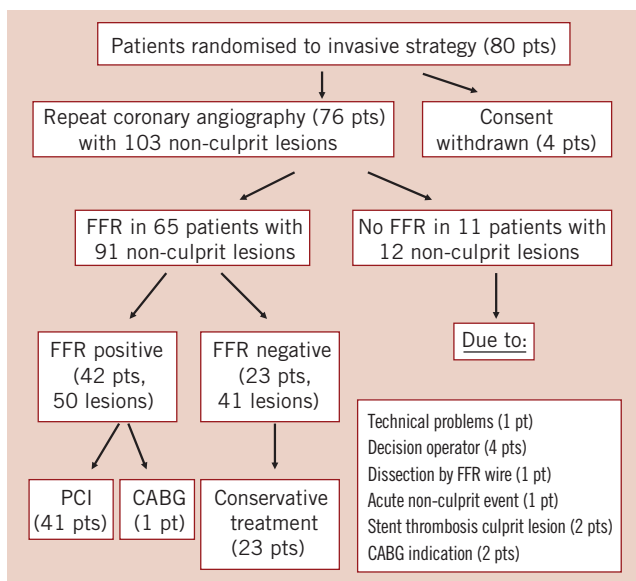 Patients randomised to invasive strategy (80 pts)
Repeat coronary angiography (76 pts)
with 103 non-culprit lesions
Consent
withdrawn (4 pts)
FFR in 65 patients with
91 non-culprit lesions
No FFR in 11 patients with
12 non-culprit lesions
FFR positive
(42 pts,
50 lesions)
FFR negative
(23 pts,
41 lesions)
Due to:
PCI
(41 pts)
CABG
(1 pt)
Conservative
treatment
(23 pts)
Technical problems (1 pt)
Decision operator (4 pts)
Dissection by FFR wire (1 pt)
Acute non-culprit event (1 pt)
Stent thrombosis culprit lesion (2 pts)
CABG indication (2 pts)